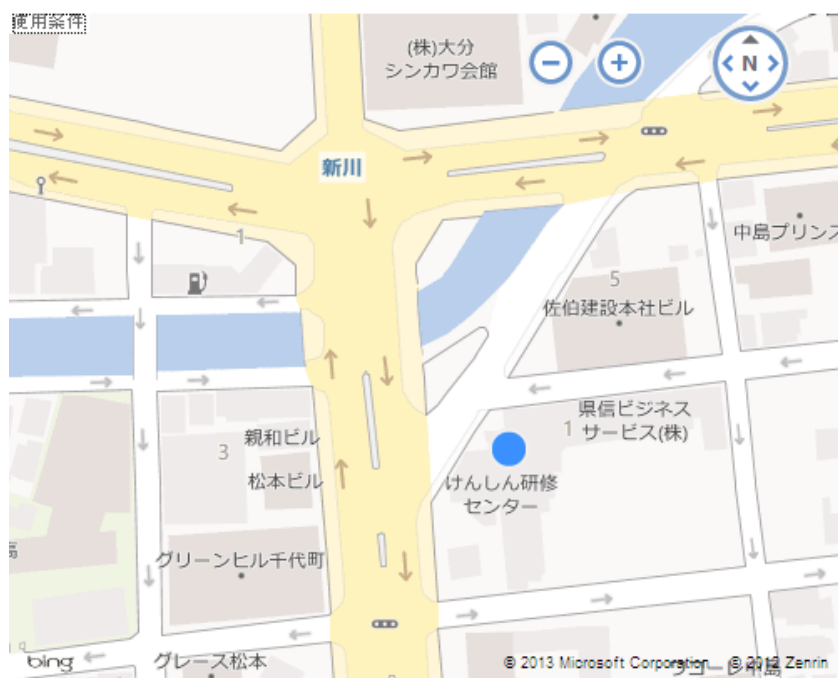 使用条件
(株)大分
シンカワ会館
N
新川
中島プリンス
1
5
佐伯建設本社ビル
県信ビジネス
サービス(株)
1
親和ビル
3
松本ビル
けんしん研修
センター
グリーンヒル千代町
bing
グレース松本
© 2013 Microsoft Corporation
© 2012 Zenrin